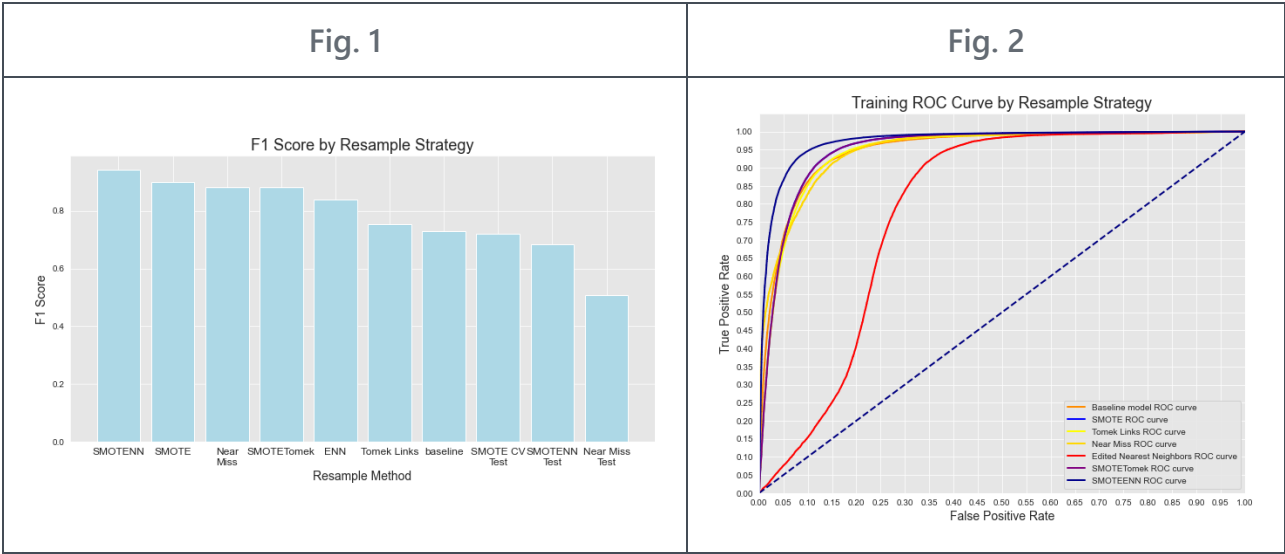 Fig. 1
Fig. 2
F1 Score by Resample Strategy
F1 Score
0.8
0.6
0.4
0.2
0.0
SMOTENN SMOTE Near SMOTETomek ENN Tomek Links baseline SMOTE CV SMOTENN Near Miss
Miss Test Test Test
Resample Method
Training ROC Curve by Resample Strategy
True Positive Rate
1.00
0.95
0.90
0.85
0.80
0.75
0.70
0.65
0.60
0.55
0.50
0.45
0.40
0.35
0.30
0.25
0.20
0.15
0.10
0.05
0.00
Baseline model ROC curve
SMOTE ROC curve
Tomek Links ROC curve
Near Miss ROC curve
Edited Nearest Neighbors ROC curve
SMOTETomek ROC curve
SMOTEENN ROC curve
0.00 0.05 0.10 0.15 0.20 0.25 0.30 0.35 0.40 0.45 0.50 0.55 0.60 0.65 0.70 0.75 0.80 0.85 0.90 0.95 1.00
False Positive Rate